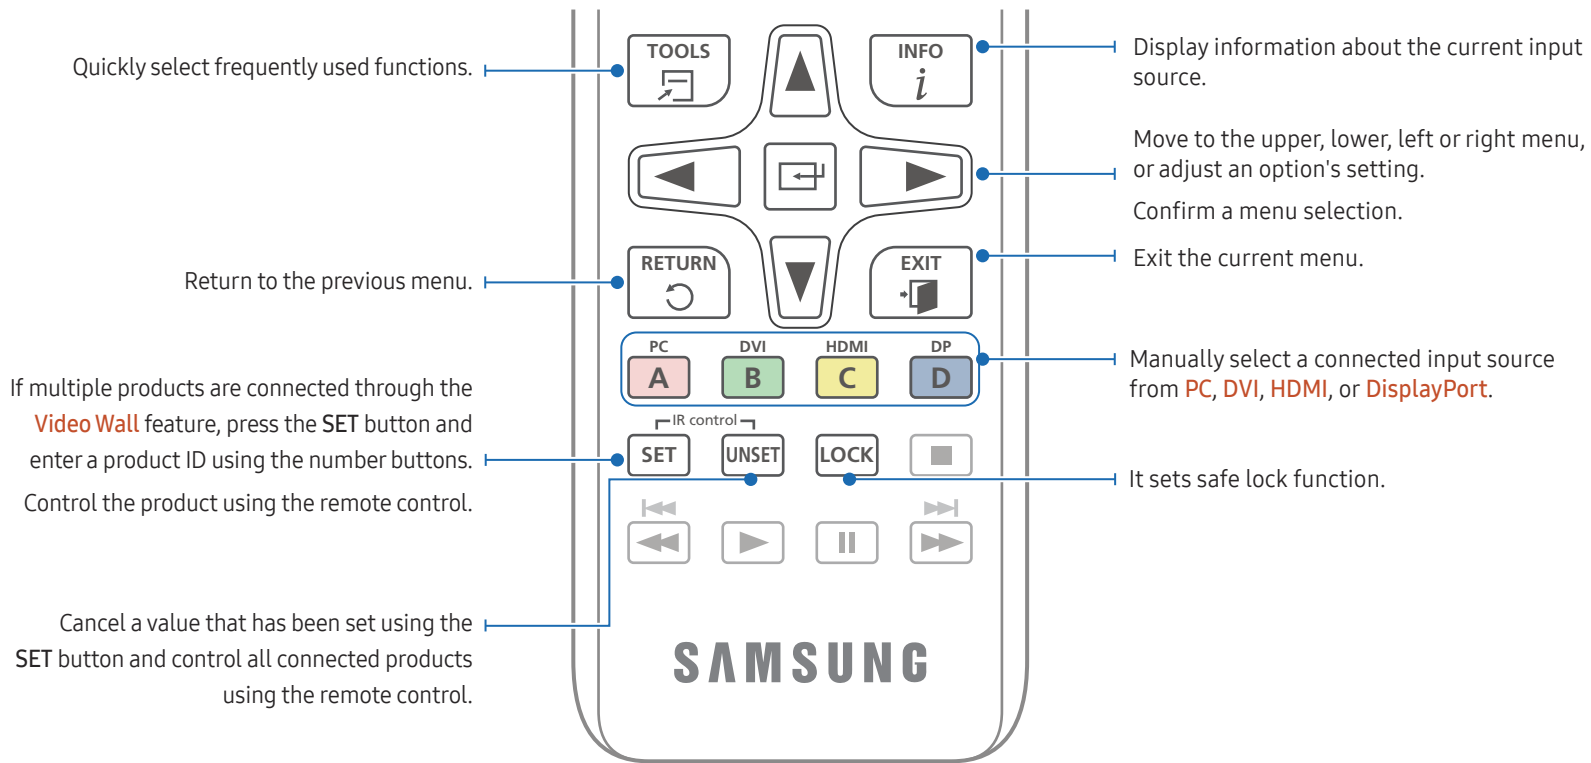 Quickly select frequently used functions.
Return to the previous menu.
If multiple products are connected through the
Video Wall feature, press the SET button and
enter a product ID using the number buttons.
Control the product using the remote control.
Cancel a value that has been set using the
SET button and control all connected products
using the remote control.
TOOLS
INFO
i
RETURN
EXIT
PC
DVI
HDMI
DP
A
B
C
D
IR control
SET
UNSET
LOCK
SAMSUNG
Display information about the current input
source.
Move to the upper, lower, left or right menu,
or adjust an option's setting.
Confirm a menu selection.
Exit the current menu.
Manually select a connected input source
from PC, DVI, HDMI, or DisplayPort.
It sets safe lock function.